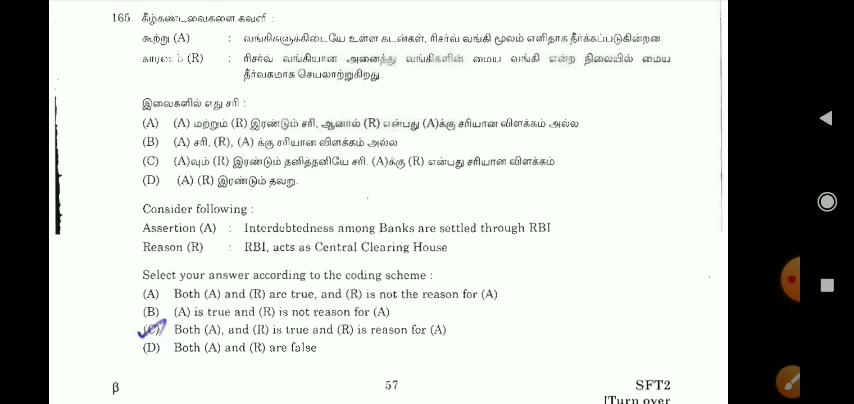 165. கீழ்கண்டவைகளை கவனி :
கூற்று (A) : வங்கிகளுக்கிடையே உள்ள கடன்கள், ரிசர்வ் வங்கி மூலம் எளிதாக தீர்க்கப்படுகின்றன.
காரணம் (R) : ரிசர்வ் வங்கியான அனைத்து வங்கிகளின் மைய வங்கி என்ற நிலையில் மைய
தீர்வகமாக செயலாற்றுகிறது.
இவைகளில் எது சரி :
(A) (A) மற்றும் (R) இரண்டும் சரி, ஆனால் (R) என்பது (A)க்கு சரியான விளக்கம் அல்ல
(B) (A) சரி, (R), (A) க்கு சரியான விளக்கம் அல்ல
(C) (A)வும் (R) இரண்டும் தனித்தனியே சரி. (A)க்கு (R) என்பது சரியான விளக்கம்
(D) (A) (R) இரண்டும் தவறு.
Consider following :
Assertion (A) : Interdebtedness among Banks are settled through RBI
Reason (R) : RBI, acts as Central Clearing House
Select your answer according to the coding scheme :
(A) Both (A) and (R) are true, and (R) is not the reason for (A)
(B) (A) is true and (R) is not reason for (A)
(C) Both (A), and (R) is true and (R) is reason for (A)
(D) Both (A) and (R) are false
β 57 SFT2
[Turn over